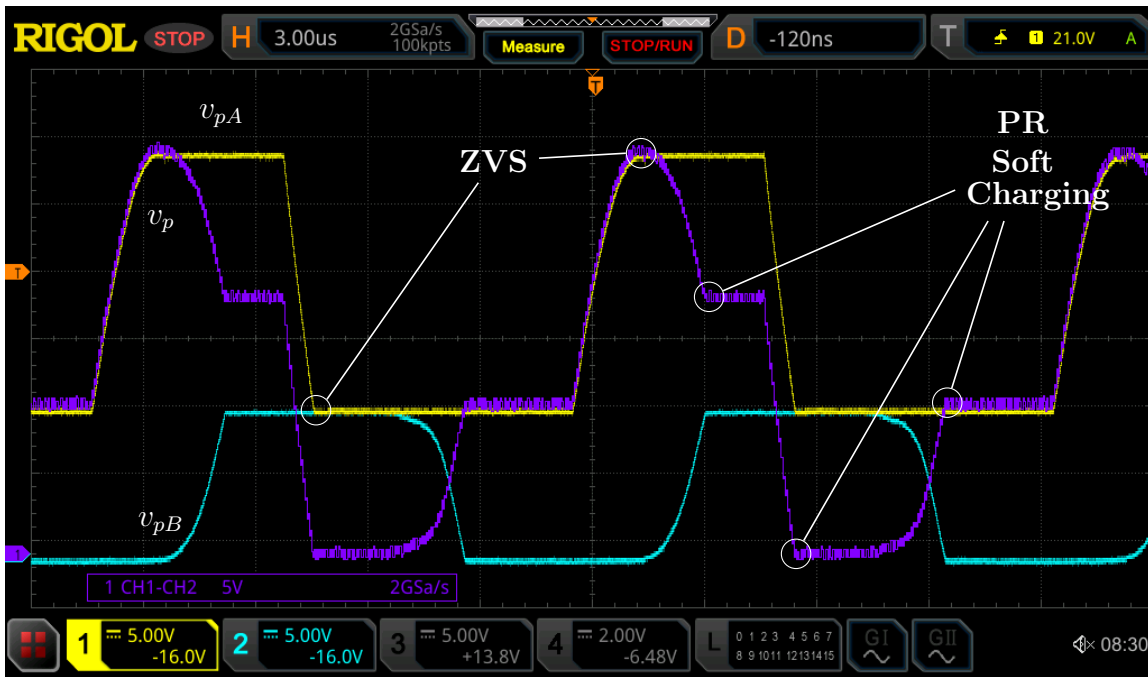 RIGOL STOP H 3.00us 2GSa/s 100kpts Measure STOP/RUN D -120ns T 1 21.0V A
T
v_pA
PR
ZVS
Soft
Charging
v_p
T
v_pB
1
1 CH1-CH2 5V 2GSa/s
1 5.00V -16.0V 2 5.00V -16.0V 3 5.00V +13.8V 4 2.00V -6.48V L 0 1 2 3 4 5 6 7 GI GII 08:30
8 9 10 11 12 13 14 15